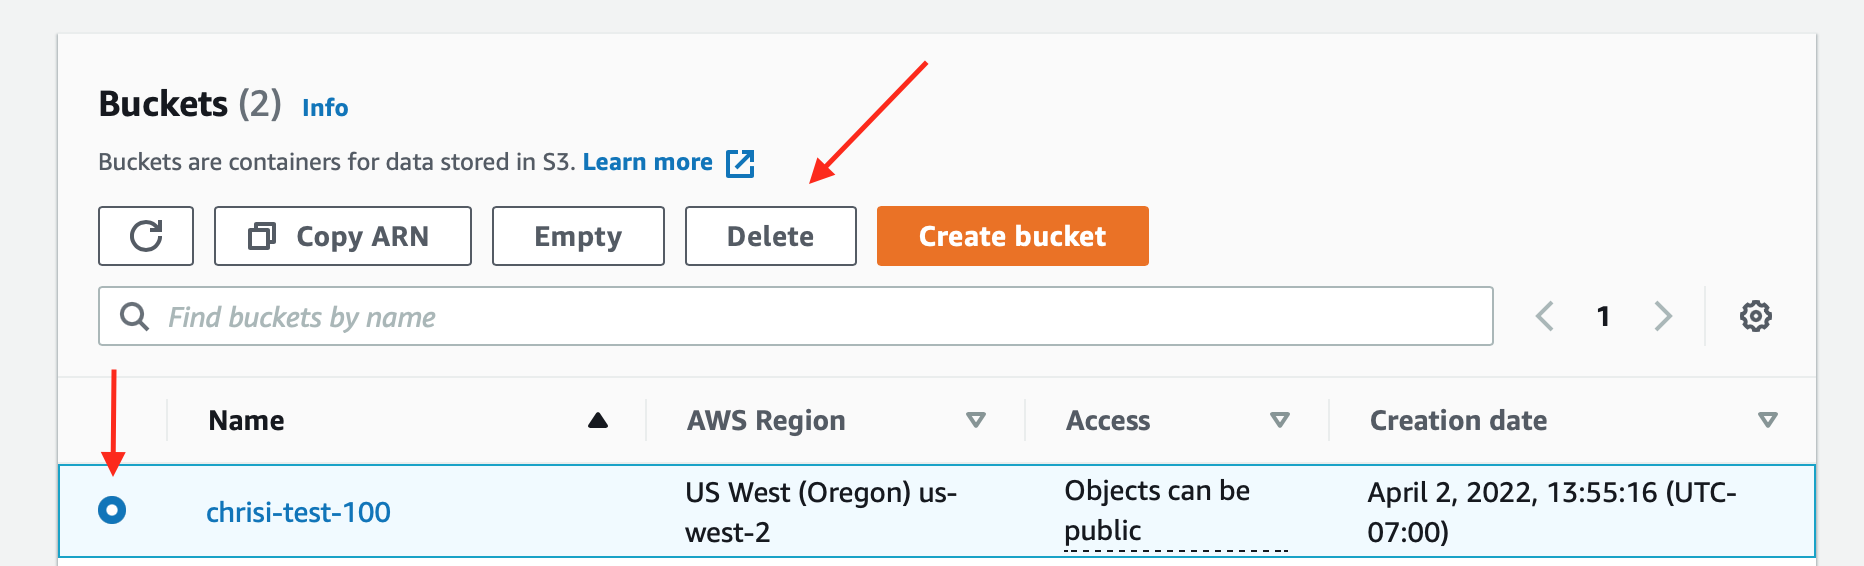 Buckets (2) Info
Buckets are containers for data stored in S3. Learn more
Copy ARN Empty Delete Create bucket
Find buckets by name 1
Name AWS Region Access Creation date
chrisi-test-100 US West (Oregon) us-west-2 Objects can be public April 2, 2022, 13:55:16 (UTC-07:00)